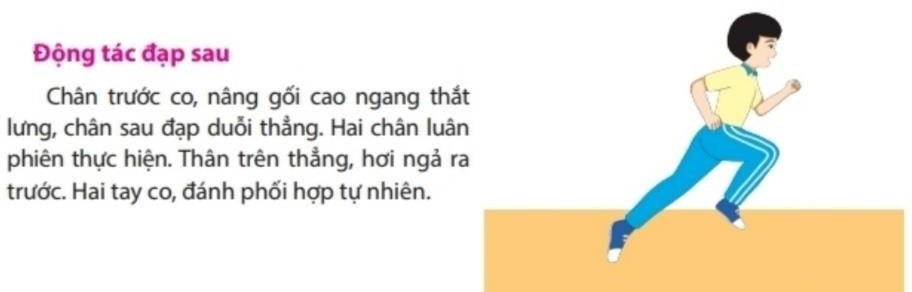 Động tác đạp sau
Chân trước co, nâng gối cao ngang thắt
lưng, chân sau đạp duỗi thẳng. Hai chân luân
phiên thực hiện. Thân trên thẳng, hơi ngả ra
trước. Hai tay co, đánh phối hợp tự nhiên.